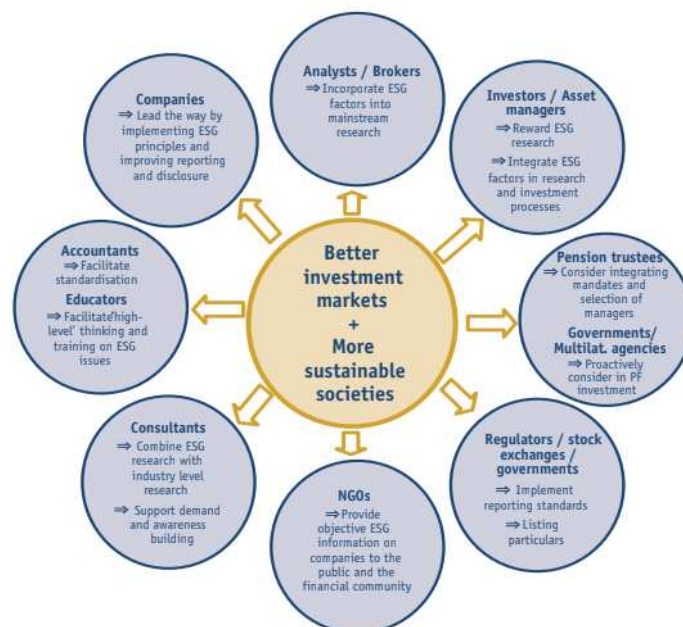 Analysts / Brokers
⇒ Incorporate ESG
factors into
mainstream
research
Investors / Asset
managers
⇒ Reward ESG
research
⇒ Integrate ESG
factors in research
and investment
processes
Pension trustees
⇒ Consider integrating
mandates and
selection of
managers
Governments/
Multilat. agencies
⇒ Proactively
consider in PF
investment
Regulators / stock
exchanges /
governments
⇒ Implement
reporting standards
⇒ Listing
particulars
NGOs
⇒ Provide
objective ESG
information on
companies to the
public and the
financial community
Consultants
⇒ Combine ESG
research with
industry level
research
⇒ Support demand
and awareness
building
Accountants
⇒ Facilitate
standardisation
Educators
⇒ Facilitate‘high-
level’ thinking and
training on ESG
issues
Companies
⇒ Lead the way by
implementing ESG
principles and
improving reporting
and disclosure
Better
investment
markets
+
More
sustainable
societies